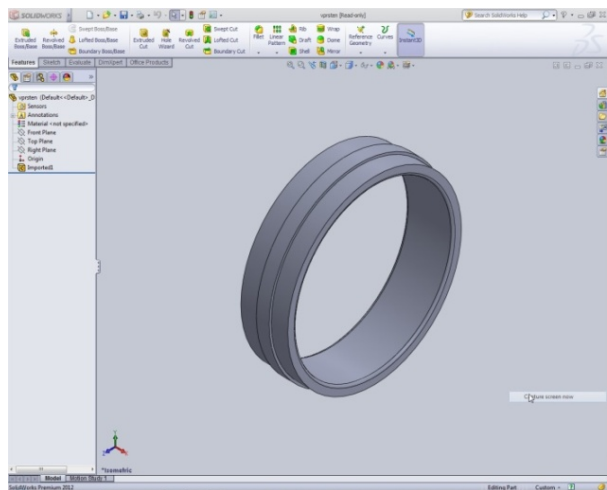 SOLIDWORKS
vprsten [Read-only]
Search SolidWorks Help
Extruded Boss/Base
Revolved Boss/Base
Swept Boss/Base
Lofted Boss/Base
Boundary Boss/Base
Extruded Cut
Hole Wizard
Revolved Cut
Swept Cut
Lofted Cut
Boundary Cut
Fillet
Linear Pattern
Rib
Draft
Shell
Wrap
Dome
Mirror
Reference Geometry
Curves
Instant3D
Features
Sketch
Evaluate
DimXpert
Office Products
vprsten (Default<<Default>_D
Sensors
Annotations
Material <not specified>
Front Plane
Top Plane
Right Plane
Origin
Imported1
screen now
*Isometric
Model
Motion Study 1
SolidWorks Premium 2012
Editing Part
Custom